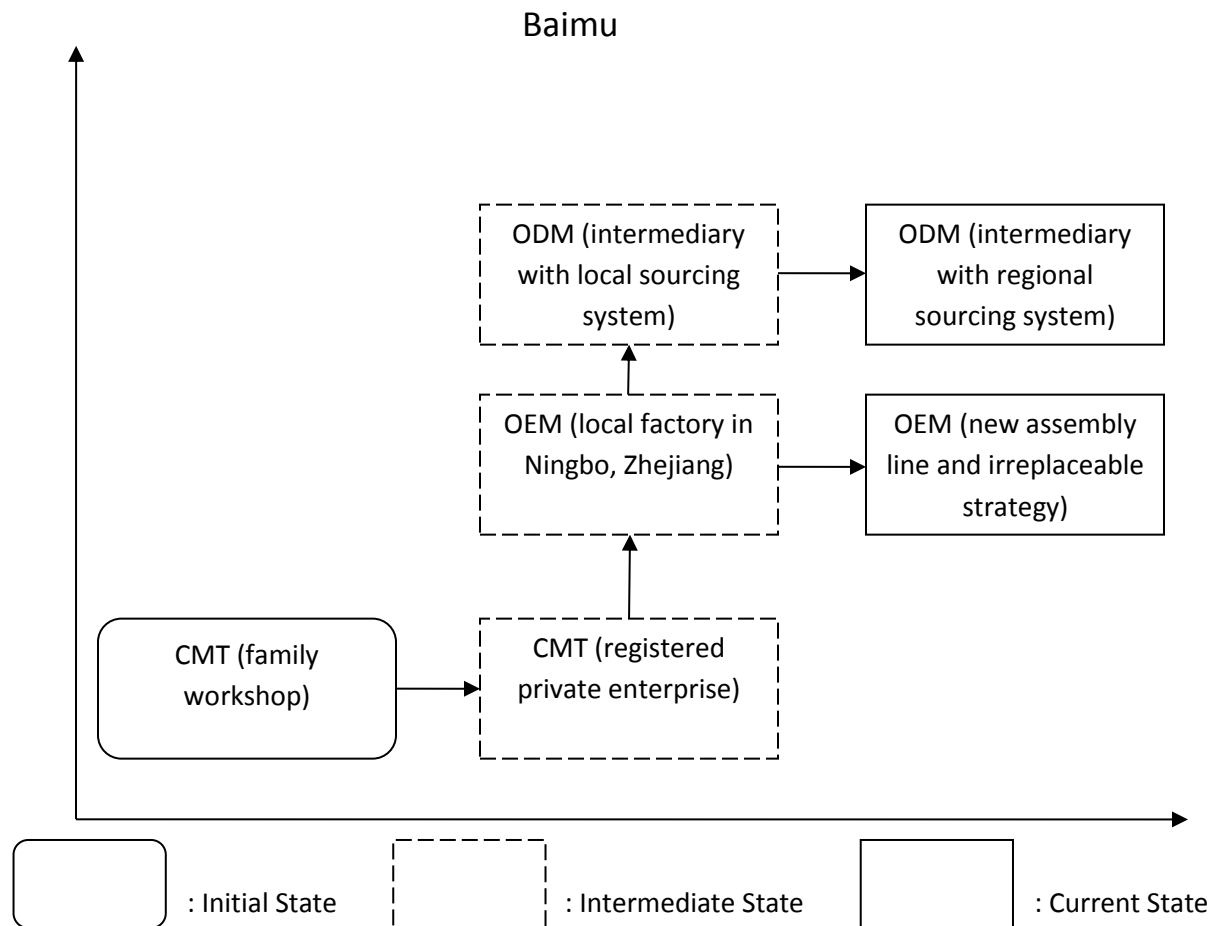 Baimu
ODM (intermediary
with local sourcing
system)
ODM (intermediary
with regional
sourcing system)
OEM (local factory in
Ningbo, Zhejiang)
OEM (new assembly
line and irreplaceable
strategy)
CMT (family
workshop)
CMT (registered
private enterprise)
: Initial State
: Intermediate State
: Current State